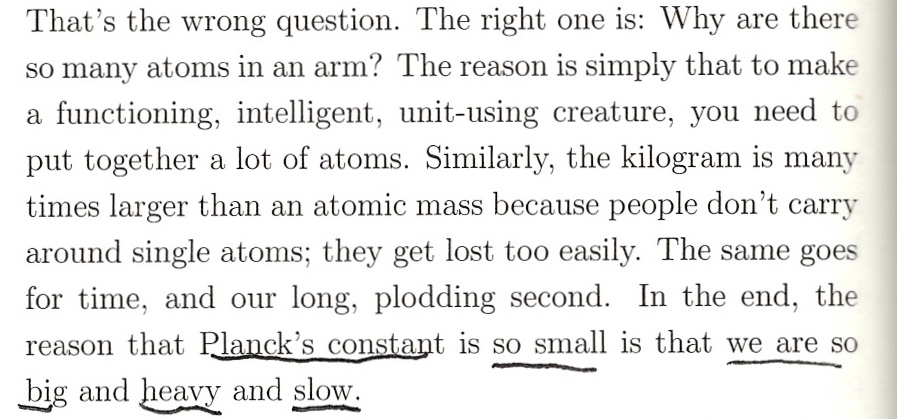 That's the wrong question. The right one is: Why are there
so many atoms in an arm? The reason is simply that to make
a functioning, intelligent, unit-using creature, you need to
put together a lot of atoms. Similarly, the kilogram is many
times larger than an atomic mass because people don't carry
around single atoms; they get lost too easily. The same goes
for time, and our long, plodding second. In the end, the
reason that Planck's constant is so small is that we are so
big and heavy and slow.